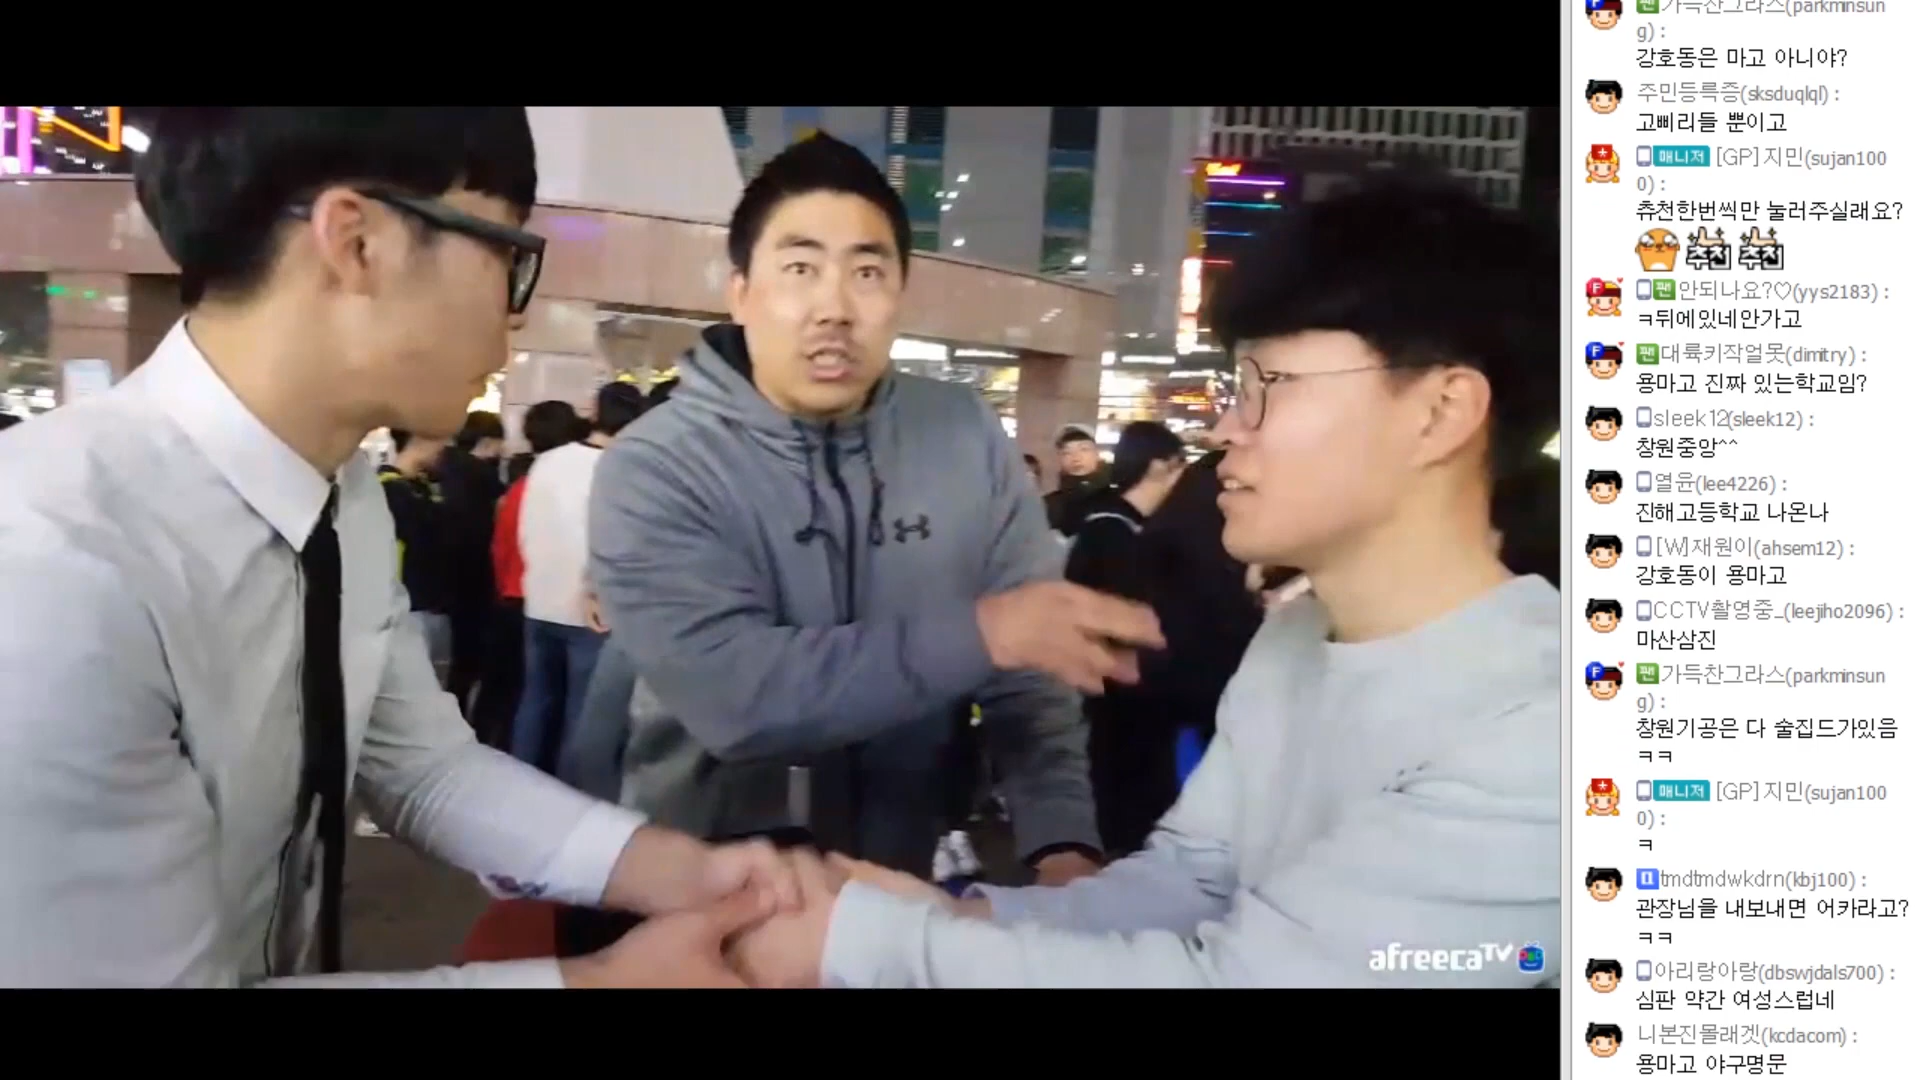 가득찬그라스(parkminsun
g) :
강호동은 마고 아니야?
주민등륵증(sksduqlql) :
고삐리들 뿐이고
매니저 [GP]지민(sujan100
0) :
츄천한번씩만 눌러주실래요?
추천 추천
팬 안되나요?♡(yys2183) :
ㅋ뒤에있네안가고
팬 대륙키작얼못(dimitry) :
용마고 진짜 있는학교임?
sleek12(sleek12) :
창원중앙^^
열윤(lee4226) :
진해고등학교 나온나
[W]재원이(ahsem12) :
강호동이 용마고
CCTV촬영중_(leejiho2096) :
마산삼진
팬 가득찬그라스(parkminsun
g) :
창원기공은 다 술집드가있음
ㅋㅋ
매니저 [GP]지민(sujan100
0) :
ㅋ
tmdtmdwkdrn(kbj100) :
관장님을 내보내면 어카라고?
ㅋㅋ
아리랑아랑(dbswjdals700) :
심판 약간 여성스럽네
니본진몰래겟(kcdacom) :
용마고 야구명문
afreecaTV